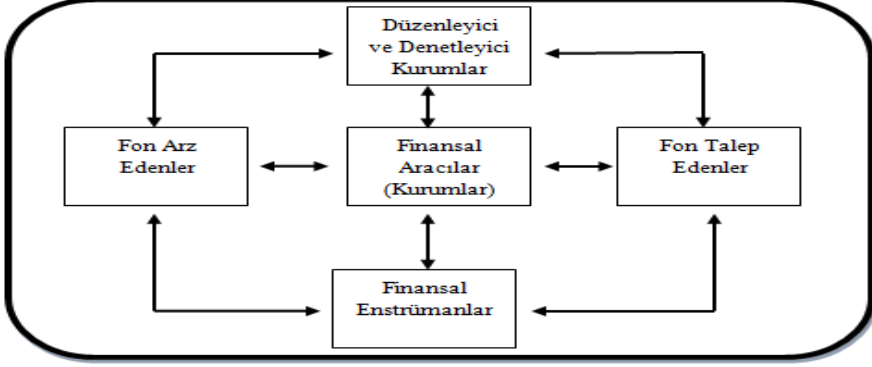 Düzenleyici
ve Denetleyici
Kurumlar
Fon Arz
Edenler
Finansal
Aracılar
(Kurumlar)
Fon Talep
Edenler
Finansal
Enstrümanlar